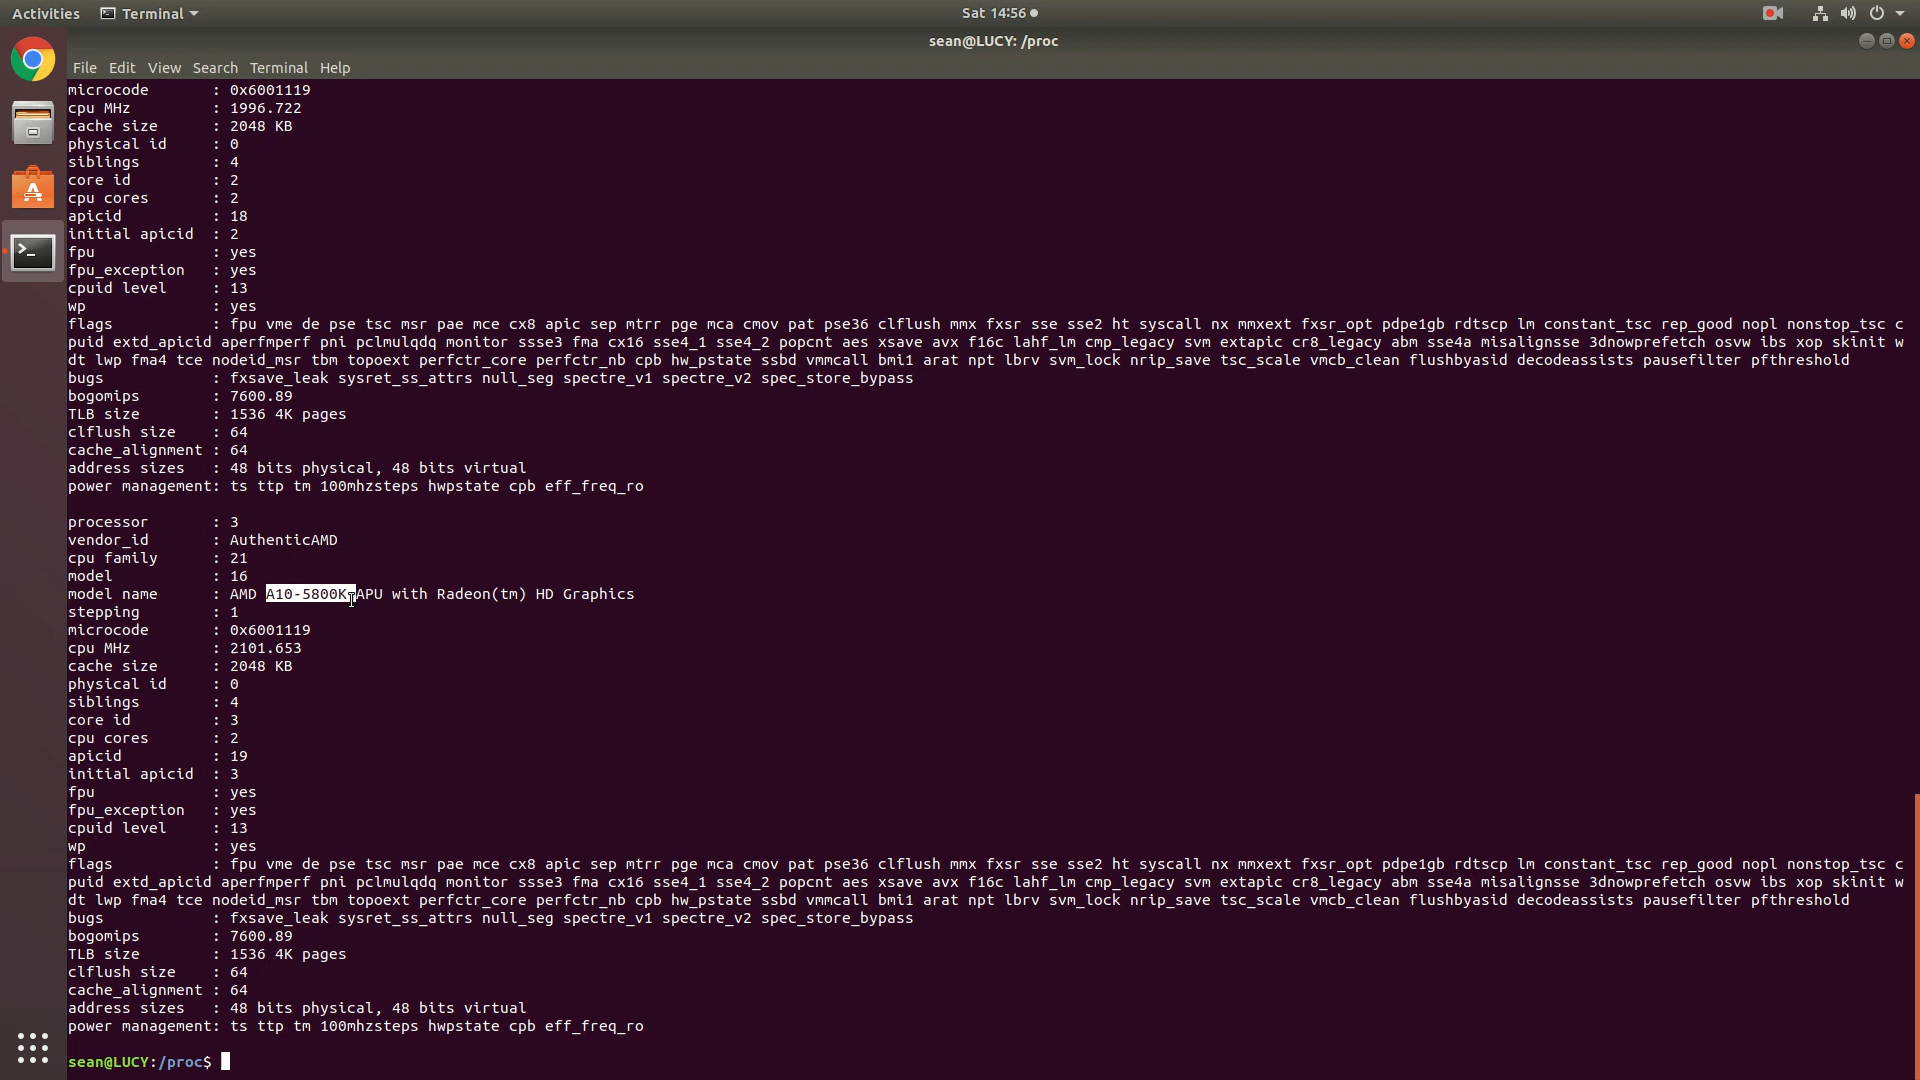 Activities Terminal Sat 14:56
sean@LUCY: /proc
File Edit View Search Terminal Help
microcode : 0x6001119
cpu MHz : 1996.722
cache size : 2048 KB
physical id : 0
siblings : 4
core id : 2
cpu cores : 2
apicid : 18
initial apicid : 2
fpu : yes
fpu_exception : yes
cpuid level : 13
wp : yes
flags : fpu vme de pse tsc msr pae mce cx8 apic sep mtrr pge mca cmov pat pse36 clflush mmx fxsr sse sse2 ht syscall nx mmxext fxsr_opt pdpe1gb rdtscp lm constant_tsc rep_good nopl nonstop_tsc c
puid extd_apicid aperfmperf pni pclmulqdq monitor ssse3 fma cx16 sse4_1 sse4_2 popcnt aes xsave avx f16c lahf_lm cmp_legacy svm extapic cr8_legacy abm sse4a misalignsse 3dnowprefetch osvw ibs xop skinit w
dt lwp fma4 tce nodeid_msr tbm topoext perfctr_core perfctr_nb cpb hw_pstate ssbd vmmcall bmi1 arat npt lbrv svm_lock nrip_save tsc_scale vmcb_clean flushbyasid decodeassists pausefilter pfthreshold
bugs : fxsave_leak sysret_ss_attrs null_seg spectre_v1 spectre_v2 spec_store_bypass
bogomips : 7600.89
TLB size : 1536 4K pages
clflush size : 64
cache_alignment : 64
address sizes : 48 bits physical, 48 bits virtual
power management: ts ttp tm 100mhzsteps hwpstate cpb eff_freq_ro
processor : 3
vendor_id : AuthenticAMD
cpu family : 21
model : 16
model name : AMD A10-5800K APU with Radeon(tm) HD Graphics
stepping : 1
microcode : 0x6001119
cpu MHz : 2101.653
cache size : 2048 KB
physical id : 0
siblings : 4
core id : 3
cpu cores : 2
apicid : 19
initial apicid : 3
fpu : yes
fpu_exception : yes
cpuid level : 13
wp : yes
flags : fpu vme de pse tsc msr pae mce cx8 apic sep mtrr pge mca cmov pat pse36 clflush mmx fxsr sse sse2 ht syscall nx mmxext fxsr_opt pdpe1gb rdtscp lm constant_tsc rep_good nopl nonstop_tsc c
puid extd_apicid aperfmperf pni pclmulqdq monitor ssse3 fma cx16 sse4_1 sse4_2 popcnt aes xsave avx f16c lahf_lm cmp_legacy svm extapic cr8_legacy abm sse4a misalignsse 3dnowprefetch osvw ibs xop skinit w
dt lwp fma4 tce nodeid_msr tbm topoext perfctr_core perfctr_nb cpb hw_pstate ssbd vmmcall bmi1 arat npt lbrv svm_lock nrip_save tsc_scale vmcb_clean flushbyasid decodeassists pausefilter pfthreshold
bugs : fxsave_leak sysret_ss_attrs null_seg spectre_v1 spectre_v2 spec_store_bypass
bogomips : 7600.89
TLB size : 1536 4K pages
clflush size : 64
cache_alignment : 64
address sizes : 48 bits physical, 48 bits virtual
power management: ts ttp tm 100mhzsteps hwpstate cpb eff_freq_ro
sean@LUCY:/proc$